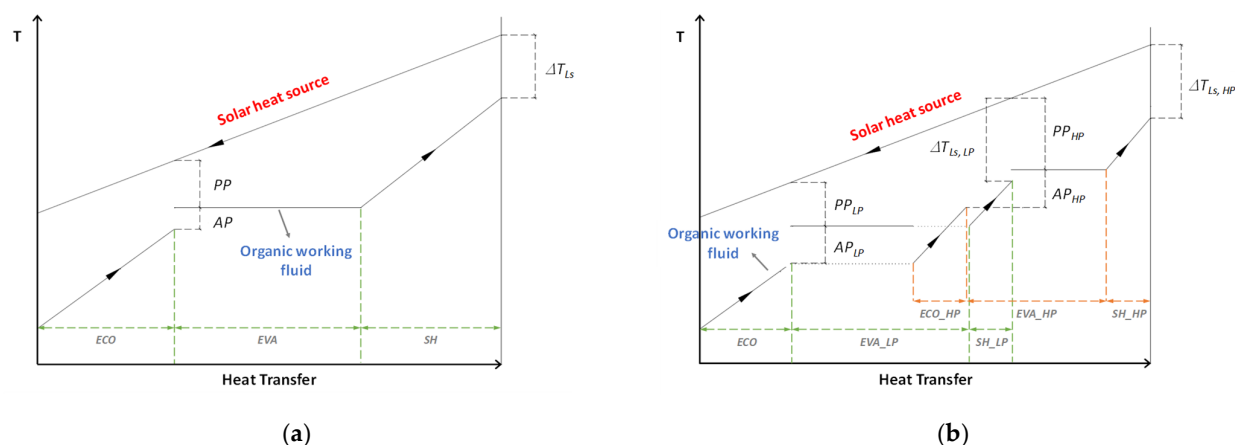 T
Solar heat source
ΔT_Ls
PP
AP
Organic working
fluid
ECO
EVA
SH
Heat Transfer
(a)
T
Solar heat source
ΔT_Ls, HP
ΔT_Ls, LP
PP_HP
PP_LP
AP_HP
Organic working
fluid
AP_LP
ECO_HP
EVA_HP
SH_HP
ECO
EVA_LP
SH_LP
Heat Transfer
(b)